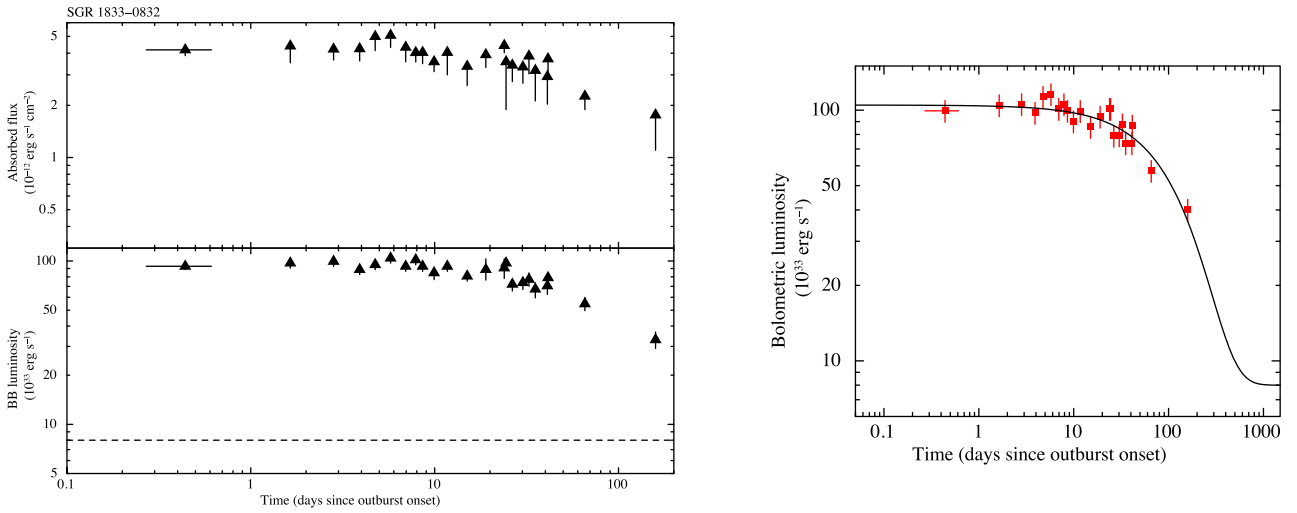 SGR 1833−0832
Absorbed flux
(10⁻¹² erg s⁻¹ cm⁻²)
5
2
1
0.5
BB luminosity
(10³³ erg s⁻¹)
100
50
10
5
0.1
1
10
100
Time (days since outburst onset)
Bolometric luminosity
(10³³ erg s⁻¹)
100
50
20
10
0.1
1
10
100
1000
Time (days since outburst onset)